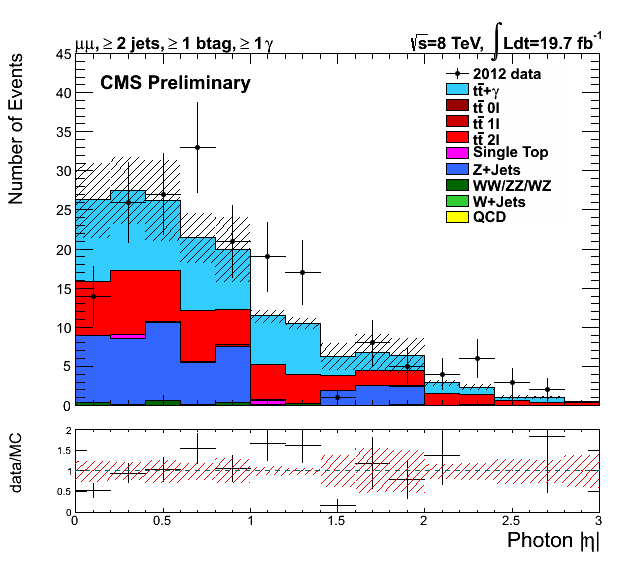 μμ, ≥ 2 jets, ≥ 1 btag, ≥ 1 γ
√s=8 TeV, ∫ Ldt=19.7 fb⁻¹
Number of Events
45
40
35
30
25
20
15
10
5
0
CMS Preliminary
2012 data
tt̅+γ
tt̅ 0l
tt̅ 1l
tt̅ 2l
Single Top
Z+Jets
WW/ZZ/WZ
W+Jets
QCD
data/MC
2
1.5
1
0.5
0
0 0.5 1 1.5 2 2.5 3
Photon |η|